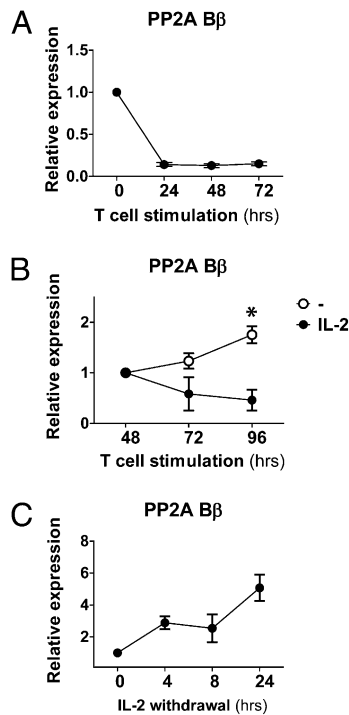 A
PP2A Bβ
Relative expression
1.5
1.0
0.5
0.0
0 24 48 72
T cell stimulation (hrs)
B
PP2A Bβ
Relative expression
2
1
0
*
-
IL-2
48 72 96
T cell stimulation (hrs)
C
PP2A Bβ
Relative expression
8
6
4
2
0 4 8 24
IL-2 withdrawal (hrs)